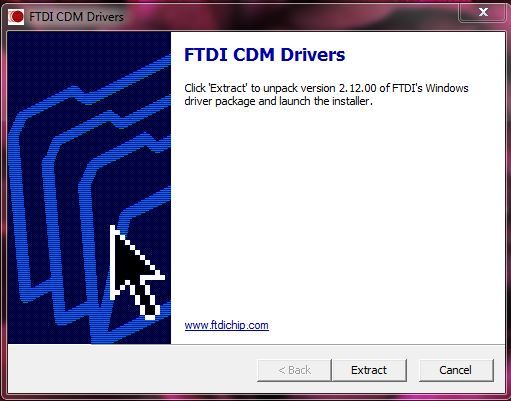 FTDI CDM Drivers
FTDI CDM Drivers
Click 'Extract' to unpack version 2.12.00 of FTDI's Windows
driver package and launch the installer.
www.ftdichip.com
< Back Extract Cancel